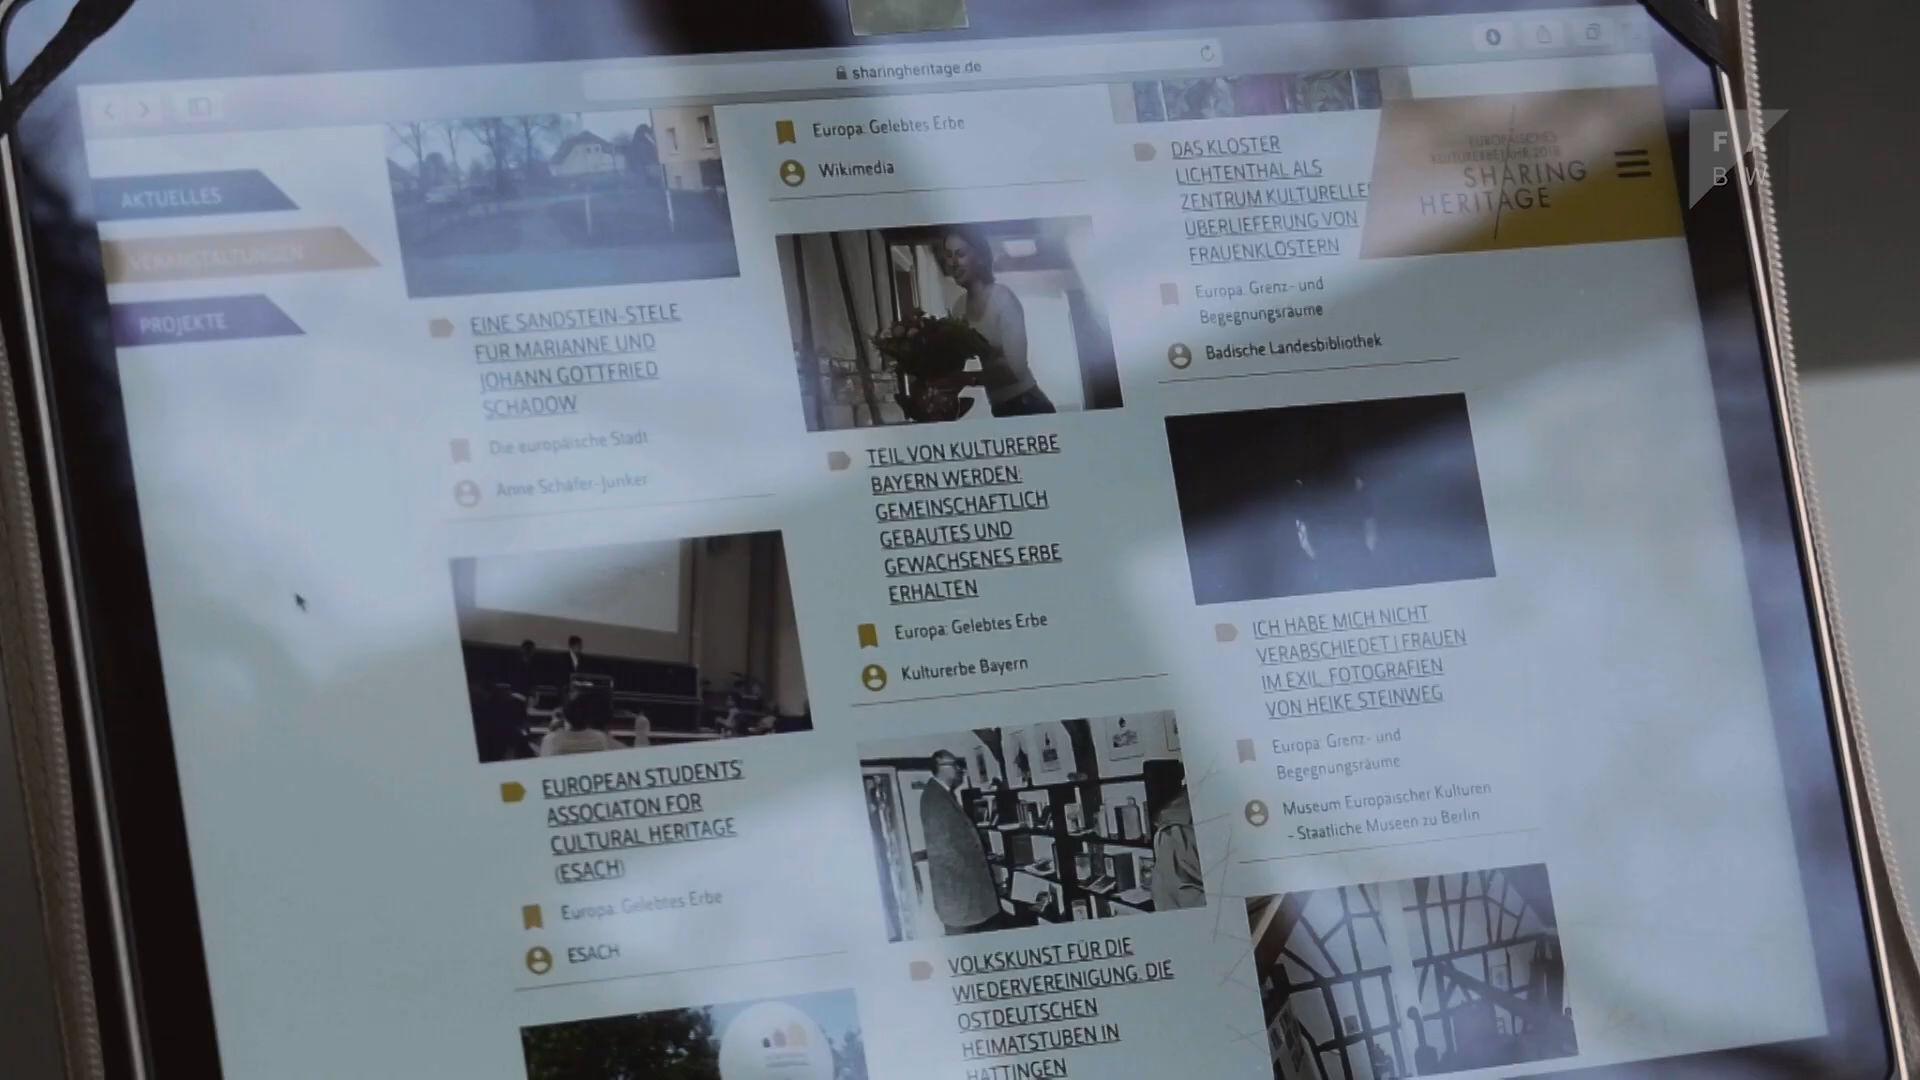 sharingheritage.de
AKTUELLES
VERANSTALTUNGEN
PROJEKTE
EINE SANDSTEIN-STELE
FÜR MARIANNE UND
JOHANN GOTTFRIED
SCHADOW
Die europäische Stadt
Anne Schäfer-Junker
EUROPEAN STUDENTS'
ASSOCIATON FOR
CULTURAL HERITAGE
(ESACH)
Europa: Gelebtes Erbe
ESACH
Europa: Gelebtes Erbe
Wikimedia
TEIL VON KULTURERBE
BAYERN WERDEN:
GEMEINSCHAFTLICH
GEBAUTES UND
GEWACHSENES ERBE
ERHALTEN
Europa: Gelebtes Erbe
Kulturerbe Bayern
VOLKSKUNST FÜR DIE
WIEDERVEREINIGUNG. DIE
OSTDEUTSCHEN
HEIMATSTUBEN IN
HATTINGEN
DAS KLOSTER
LICHTENTHAL ALS
ZENTRUM KULTURELLER
ÜBERLIEFERUNG VON
FRAUENKLOSTERN
Europa: Grenz- und
Begegnungsräume
Badische Landesbibliothek
ICH HABE MICH NICHT
VERABSCHIEDET | FRAUEN
IM EXIL. FOTOGRAFIEN
VON HEIKE STEINWEG
Europa: Grenz- und
Begegnungsräume
Museum Europäischer Kulturen
- Staatliche Museen zu Berlin
EUROPÄISCHES
KULTURERBEJAHR 2018
SHARING
HERITAGE
F A
B W